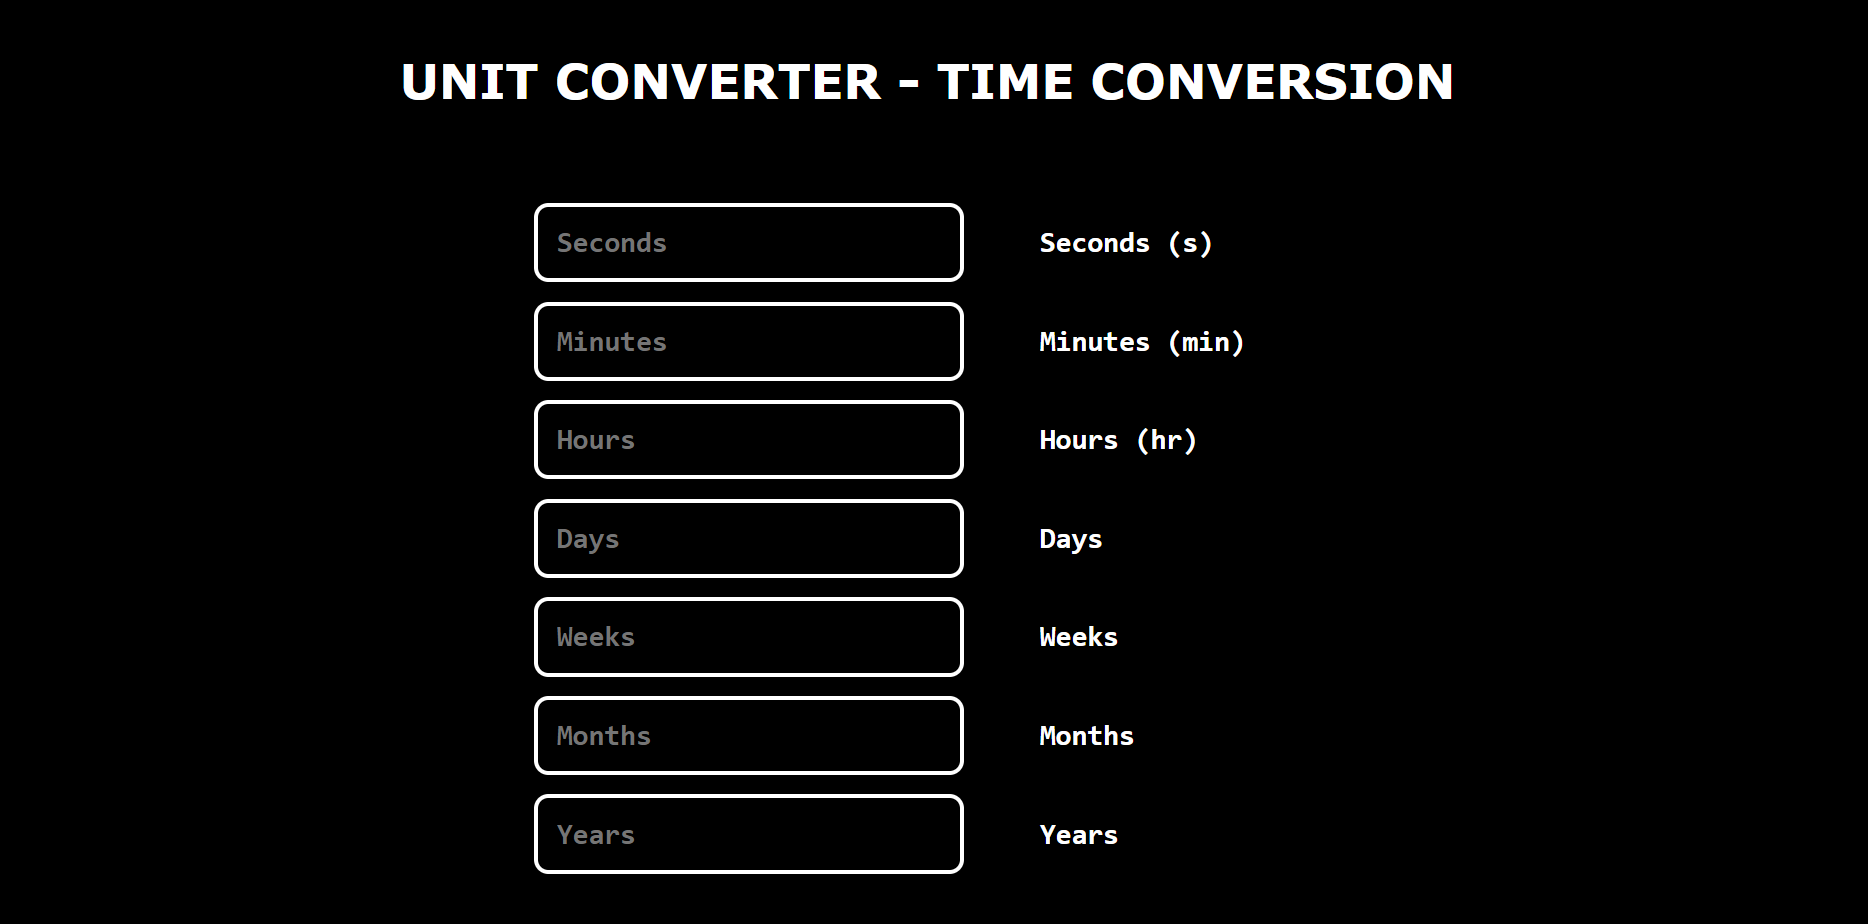 UNIT CONVERTER - TIME CONVERSION
Seconds Seconds (s)
Minutes Minutes (min)
Hours Hours (hr)
Days Days
Weeks Weeks
Months Months
Years Years